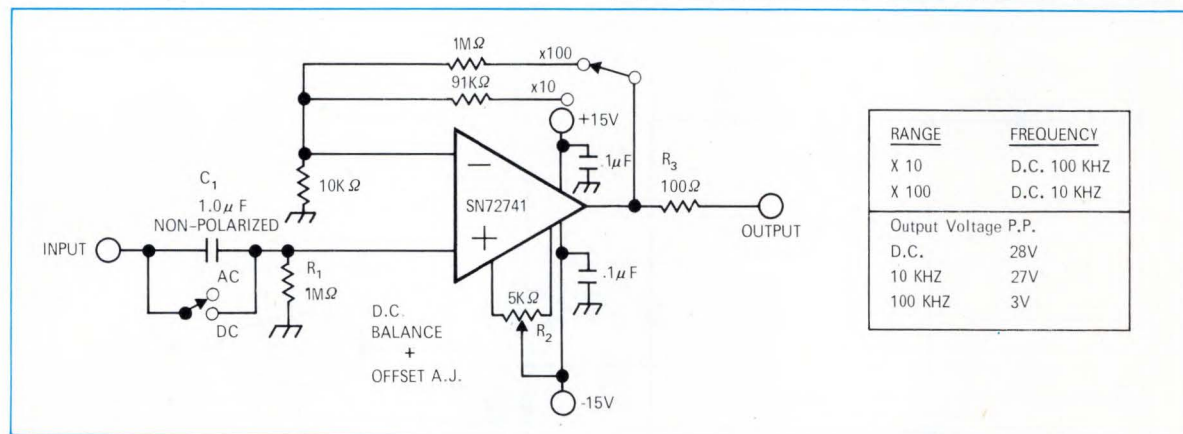 1MΩ
x100
91KΩ
x10
+15V
.1μF
10KΩ
SN72741
R3
100Ω
OUTPUT
C1
1.0μ F
NON-POLARIZED
INPUT
AC
DC
R1
1MΩ
.1μF
5KΩ
R2
D.C.
BALANCE
+
OFFSET A.J.
-15V
RANGE FREQUENCY
X 10 D.C. 100 KHZ
X 100 D.C. 10 KHZ
Output Voltage P.P.
D.C. 28V
10 KHZ 27V
100 KHZ 3V